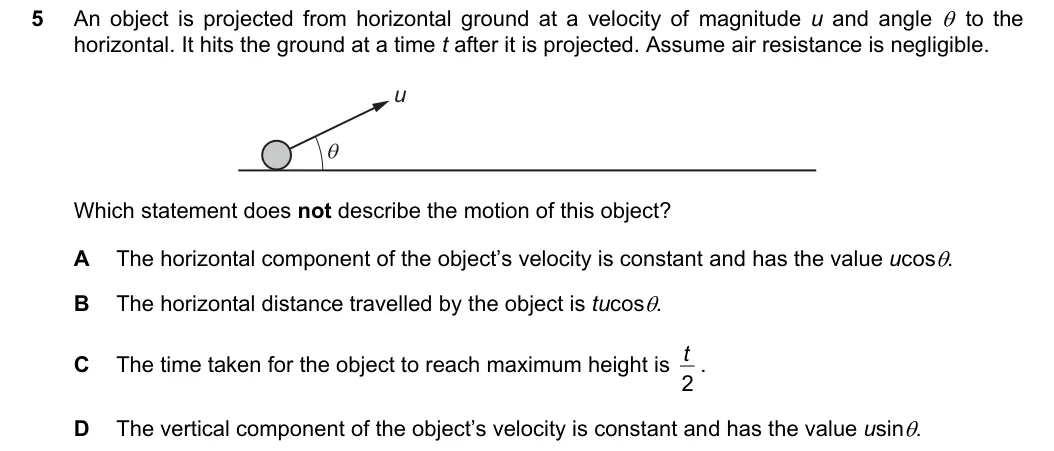 5 An object is projected from horizontal ground at a velocity of magnitude u and angle θ to the
horizontal. It hits the ground at a time t after it is projected. Assume air resistance is negligible.
u
θ
Which statement does not describe the motion of this object?
A The horizontal component of the object’s velocity is constant and has the value ucosθ.
B The horizontal distance travelled by the object is tucosθ.
C The time taken for the object to reach maximum height is t/2.
D The vertical component of the object’s velocity is constant and has the value usinθ.